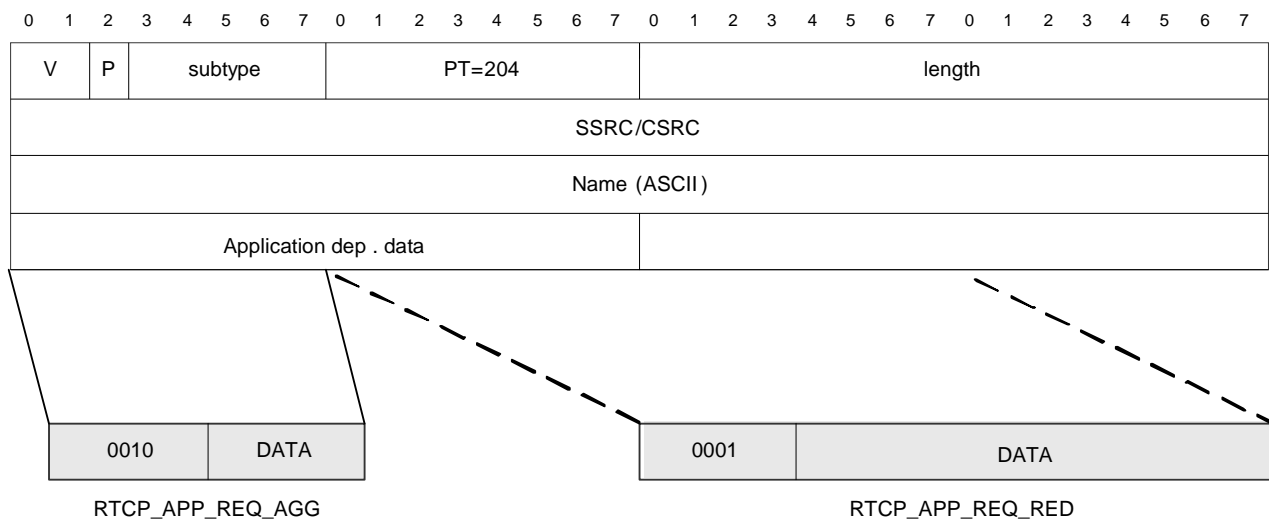 0 1 2 3 4 5 6 7 0 1 2 3 4 5 6 7 0 1 2 3 4 5 6 7 0 1 2 3 4 5 6 7
V P subtype PT=204 length
SSRC/CSRC
Name (ASCII)
Application dep . data
0010 DATA 0001 DATA
RTCP_APP_REQ_AGG RTCP_APP_REQ_RED